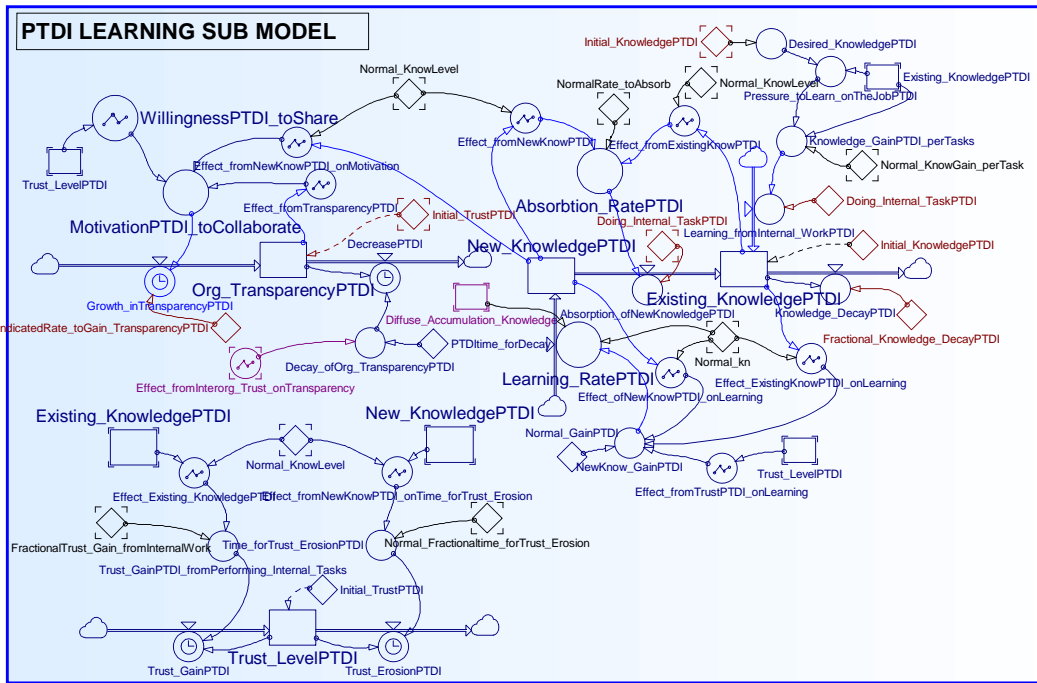 PTDI LEARNING SUB MODEL
Initial_KnowledgePTDI
Desired_KnowledgePTDI
Normal_KnowLevel
NormalRate_toAbsorb
Normal_KnowLevel
Existing_KnowledgePTDI
Pressure_toLearn_onTheJobPTDI
WillingnessPTDI_toShare
Effect_fromNewKnowPTDI
Effect_fromExistingKnowPTDI
Knowledge_GainPTDI_perTasks
Effect_fromNewKnowPTDI_onMotivation
Trust_LevelPTDI
Normal_KnowGain_perTask
Effect_fromTransparencyPTDI
Absorbtion_RatePTDI
Doing_Internal_TaskPTDI
Initial_TrustPTDI
Doing_Internal_TaskPTDI
MotivationPTDI_toCollaborate
Learning_fromInternal_WorkPTDI
DecreasePTDI
New_KnowledgePTDI
Initial_KnowledgePTDI
Org_TransparencyPTDI
Existing_KnowledgePTDI
Growth_inTransparencyPTDI
Absorption_ofNewKnowledgePTDI
Knowledge_DecayPTDI
Diffuse_Accumulation_Knowledge
ndicatedRate_toGain_TransparencyPTDI
Fractional_Knowledge_DecayPTDI
PTDItime_forDecay
Normal_kn
Decay_ofOrg_TransparencyPTDI
Learning_RatePTDI
Effect_ExistingKnowPTDI_onLearning
Effect_fromInterorg_Trust_onTransparency
Effect_ofNewKnowPTDI_onLearning
Existing_KnowledgePTDI
New_KnowledgePTDI
Normal_GainPTDI
Normal_KnowLevel
NewKnow_GainPTDI
Trust_LevelPTDI
Effect_fromTrustPTDI_onLearning
Effect_Existing_KnowledgePTDI
Effect_fromNewKnowPTDI_onTime_forTrust_Erosion
FractionalTrust_Gain_fromInternalWork
Time_forTrust_ErosionPTDI
Normal_Fractionaltime_forTrust_Erosion
Trust_GainPTDI_fromPerforming_Internal_Tasks
Initial_TrustPTDI
Trust_LevelPTDI
Trust_GainPTDI
Trust_ErosionPTDI